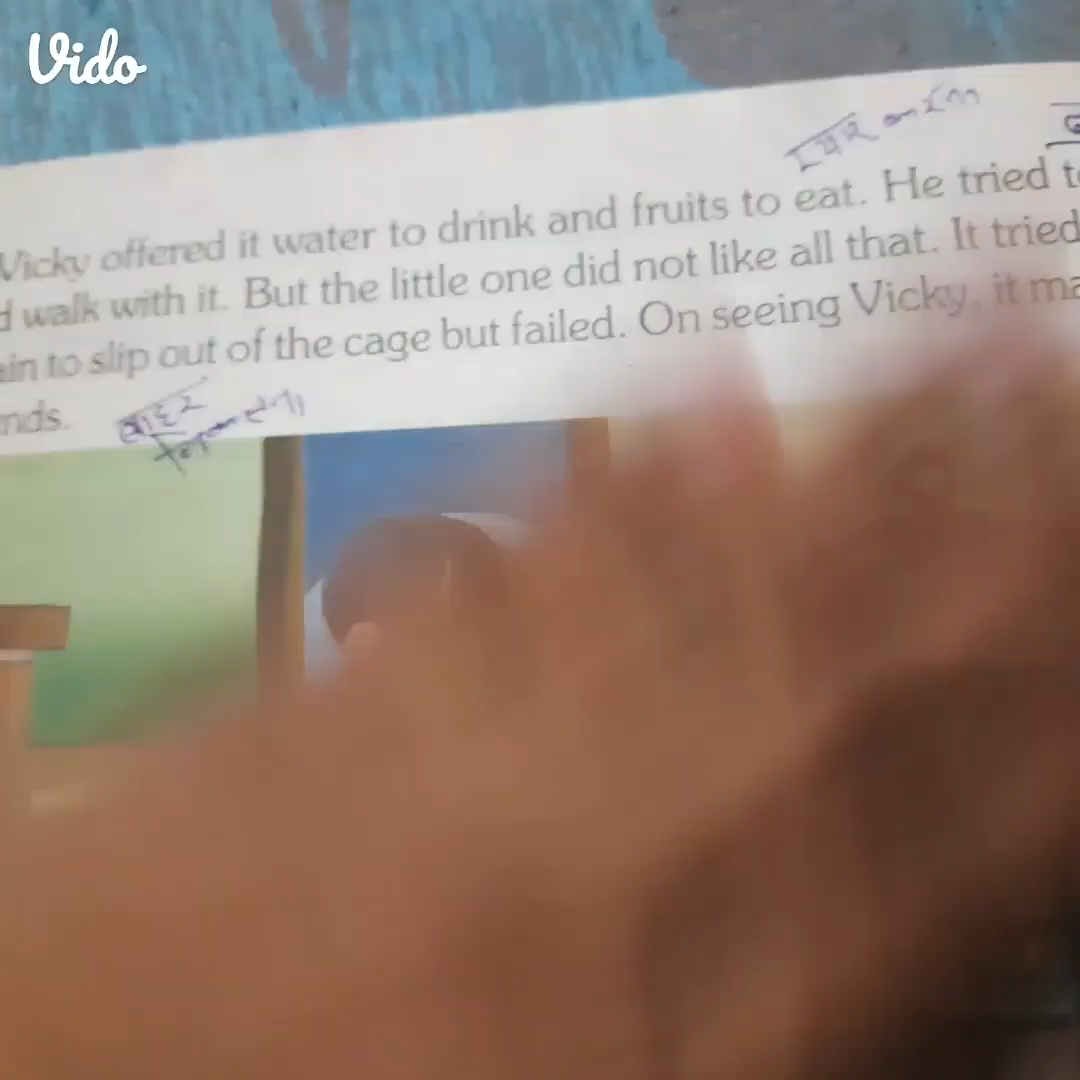 Vido
Vicky offered it water to drink and fruits to eat. He tried
walk with it. But the little one did not like all that. It tried
to slip out of the cage but failed. On seeing Vicky, it